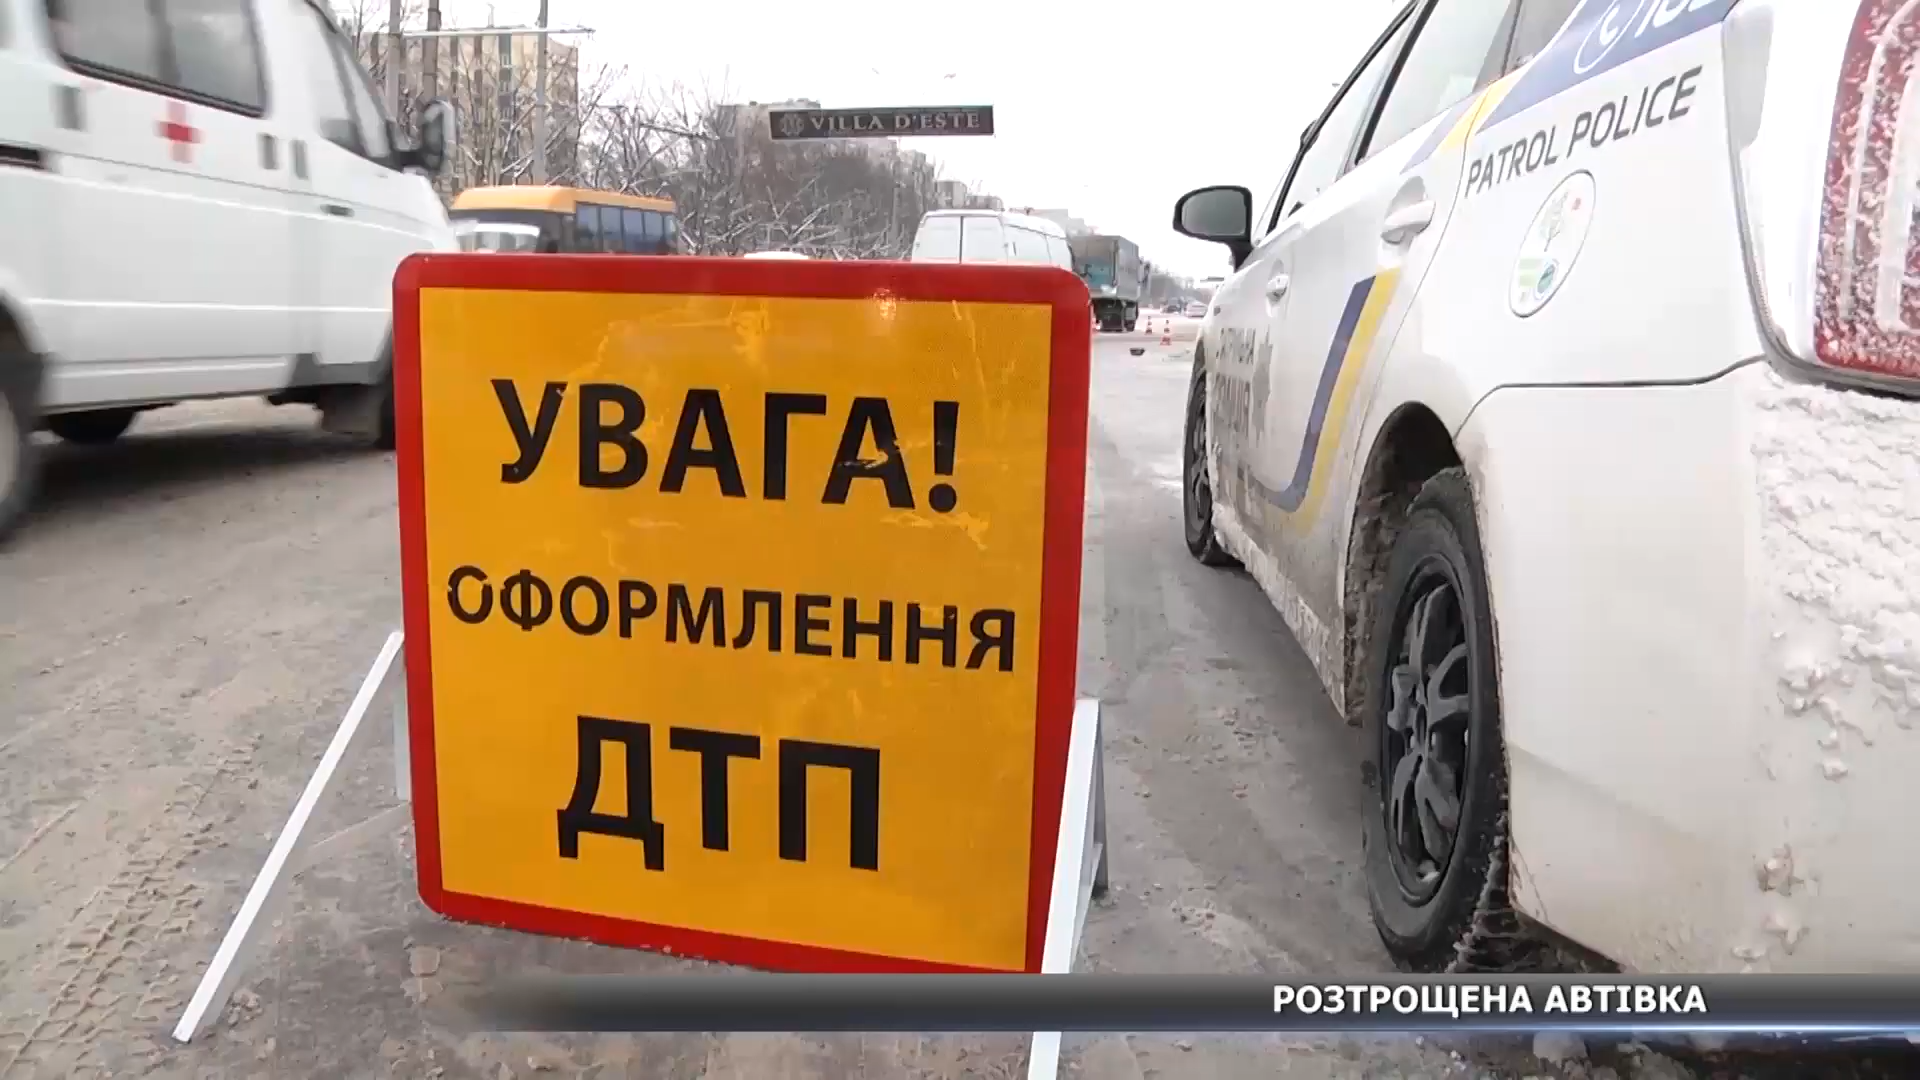 VILLA D'ESTE
PATROL POLICE
УВАГА!
ОФОРМЛЕННЯ
ДТП
РОЗТРОЩЕНА АВТІВКА